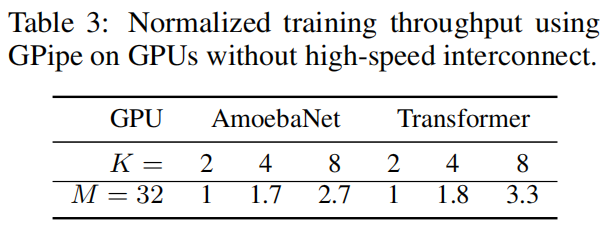 Table 3: Normalized training throughput using
GPipe on GPUs without high-speed interconnect.
GPU AmoebaNet Transformer
K = 2 4 8 2 4 8
M = 32 1 1.7 2.7 1 1.8 3.3